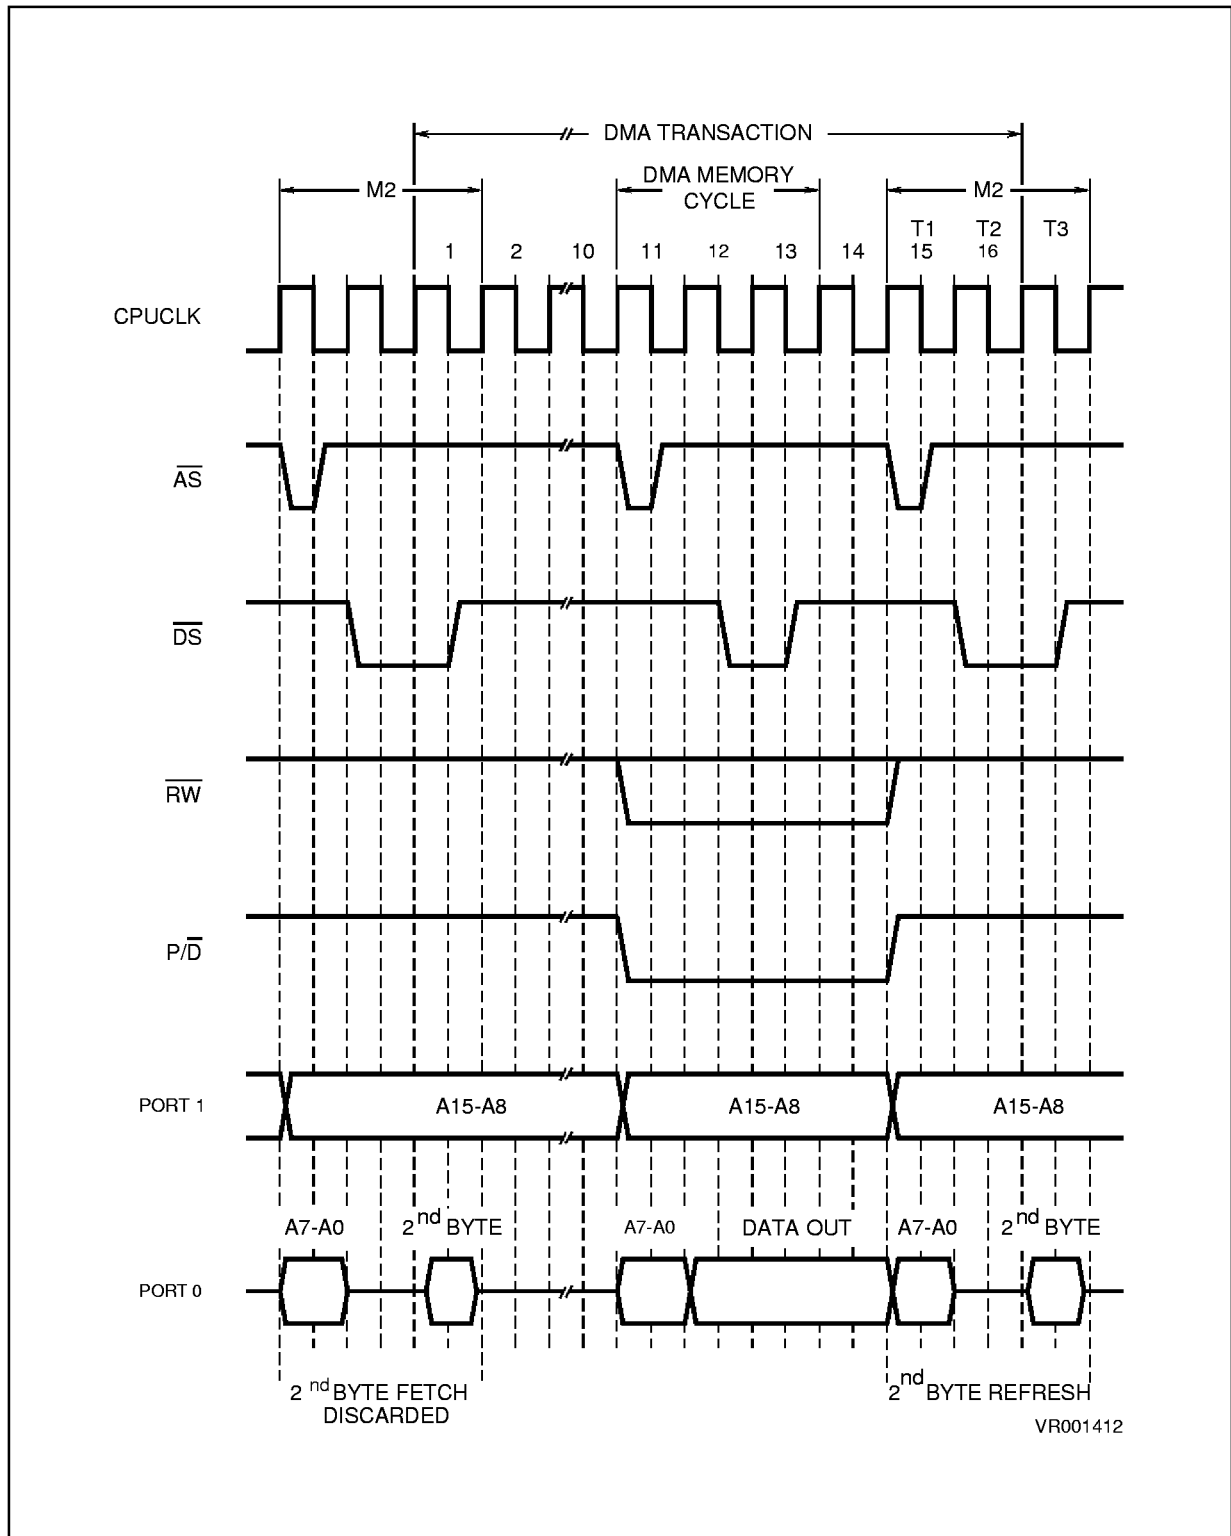 DMA TRANSACTION
M2
DMA MEMORY
CYCLE
M2
T1 T2 T3
1 2 10 11 12 13 14 15 16
CPUCLK
AS
DS
RW
P/D
PORT 1 A15-A8 A15-A8 A15-A8
A7-A0 2nd BYTE A7-A0 DATA OUT A7-A0 2nd BYTE
PORT 0
2nd BYTE FETCH
DISCARDED
2nd BYTE REFRESH
VR001412